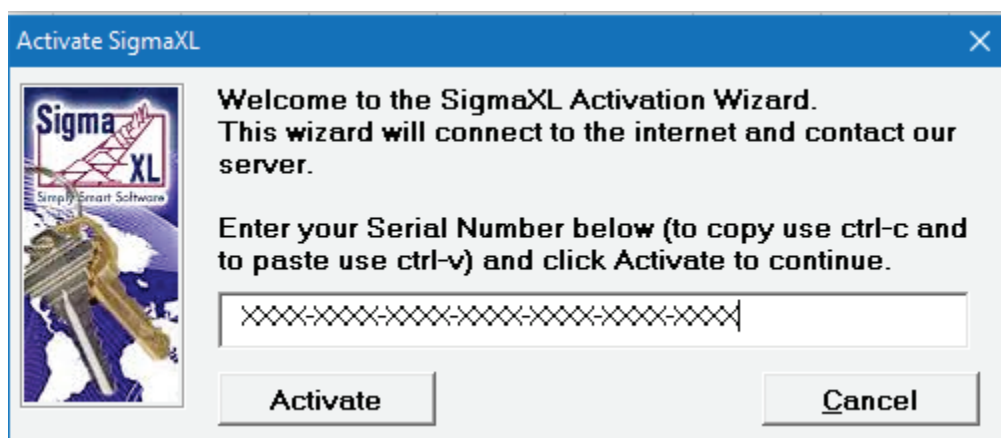 Activate SigmaXL
Sigma
XL
Simply Smart Software
Welcome to the SigmaXL Activation Wizard.
This wizard will connect to the internet and contact our
server.
Enter your Serial Number below (to copy use ctrl-c and
to paste use ctrl-v) and click Activate to continue.
XXXX-XXXX-XXXX-XXXX-XXXX-XXXX-XXXX
Activate
Cancel